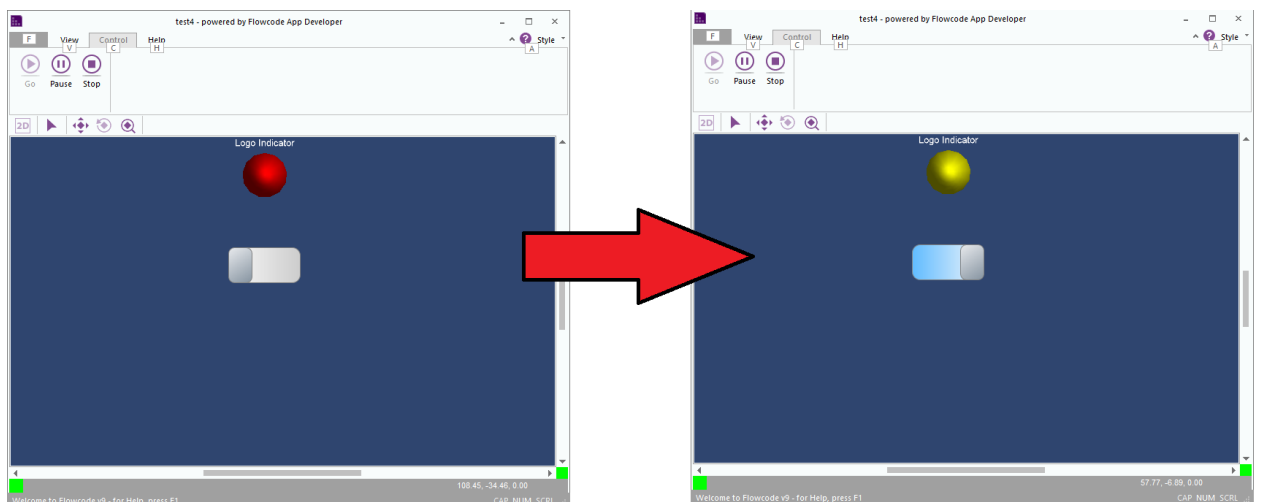 test4 - powered by Flowcode App Developer
F View Control Help Style
V C H A
Go Pause Stop
2D
Logo Indicator
108.45, -34.46, 0.00
Welcome to Flowcode v9 - for Help, press F1 CAP NUM SCRL
test4 - powered by Flowcode App Developer
F View Control Help Style
V C H A
Go Pause Stop
2D
Logo Indicator
57.77, -6.89, 0.00
Welcome to Flowcode v9 - for Help, press F1 CAP NUM SCRL